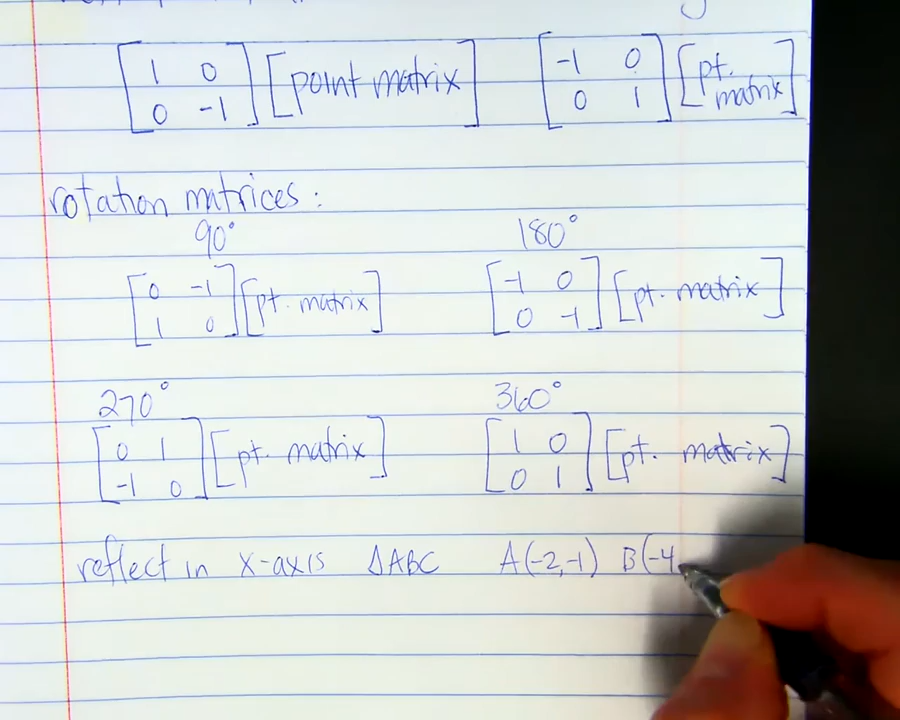 [1 0 0 -1] [point matrix] [-1 0 0 1] [pt. matrix]
rotation matrices:
90° 180°
[0 -1 1 0] [pt. matrix] [-1 0 0 -1] [pt. matrix]
270° 360°
[0 1 -1 0] [pt. matrix] [1 0 0 1] [pt. matrix]
reflect in x-axis ΔABC A(-2,-1) B(-4,